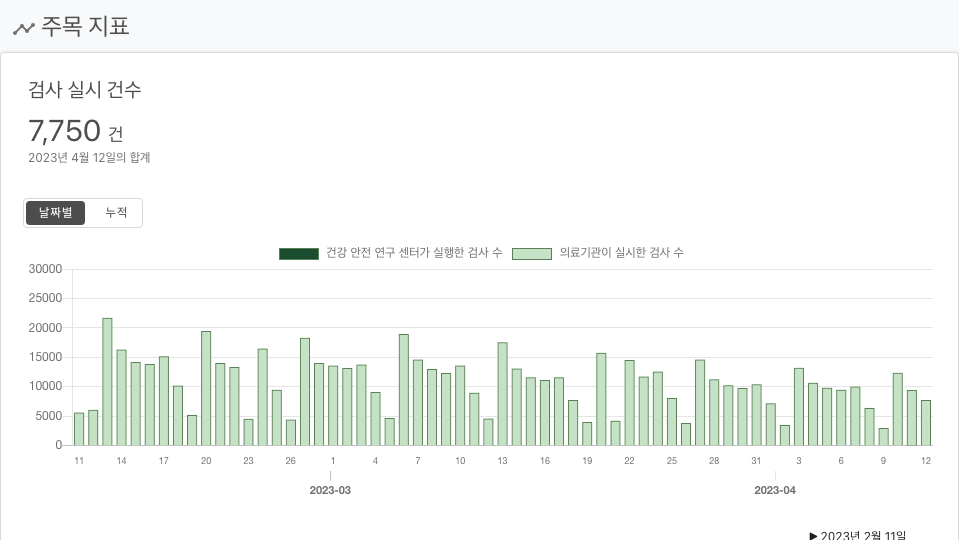 주목 지표
검사 실시 건수
7,750 건
2023년 4월 12일의 합계
날짜별 누적
건강 안전 연구 센터가 실행한 검사 수 의료기관이 실시한 검사 수
30000
25000
20000
15000
10000
5000
0
11 14 17 20 23 26 1 4 7 10 13 16 19 22 25 28 31 3 6 9 12
2023-03 2023-04
▶ 2023년 2월 11일